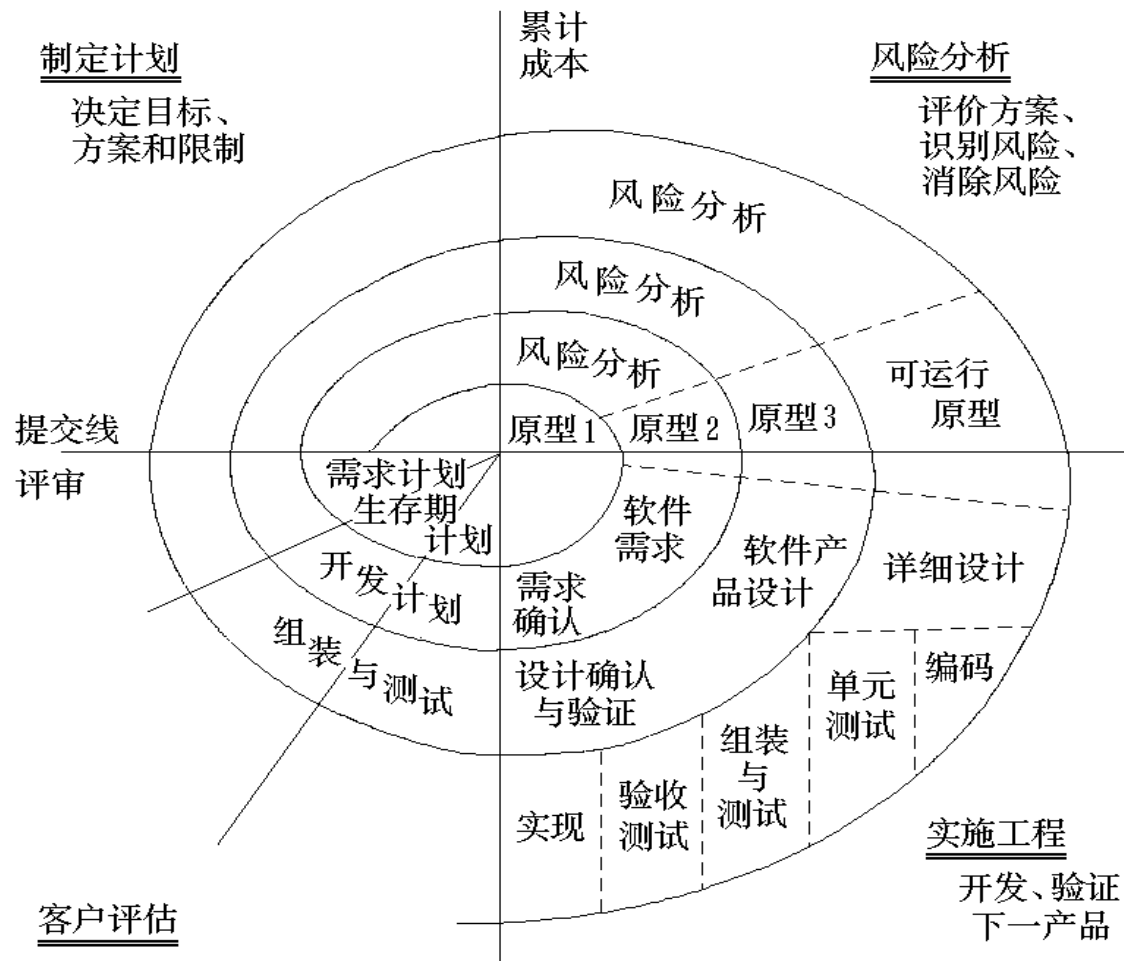 累计
成本
制定计划
决定目标、
方案和限制
风险分析
评价方案、
识别风险、
消除风险
风险分析
风险分析
风险分析
可运行
原型
原型1
原型2
原型3
提交线
评审
需求计划
生存期
计划
开发计划
组装与测试
软件
需求
需求
确认
软件产
品设计
设计确认
与验证
详细设计
编码
单元
测试
组装
与
测试
验收
测试
实现
实施工程
开发、验证
下一产品
客户评估